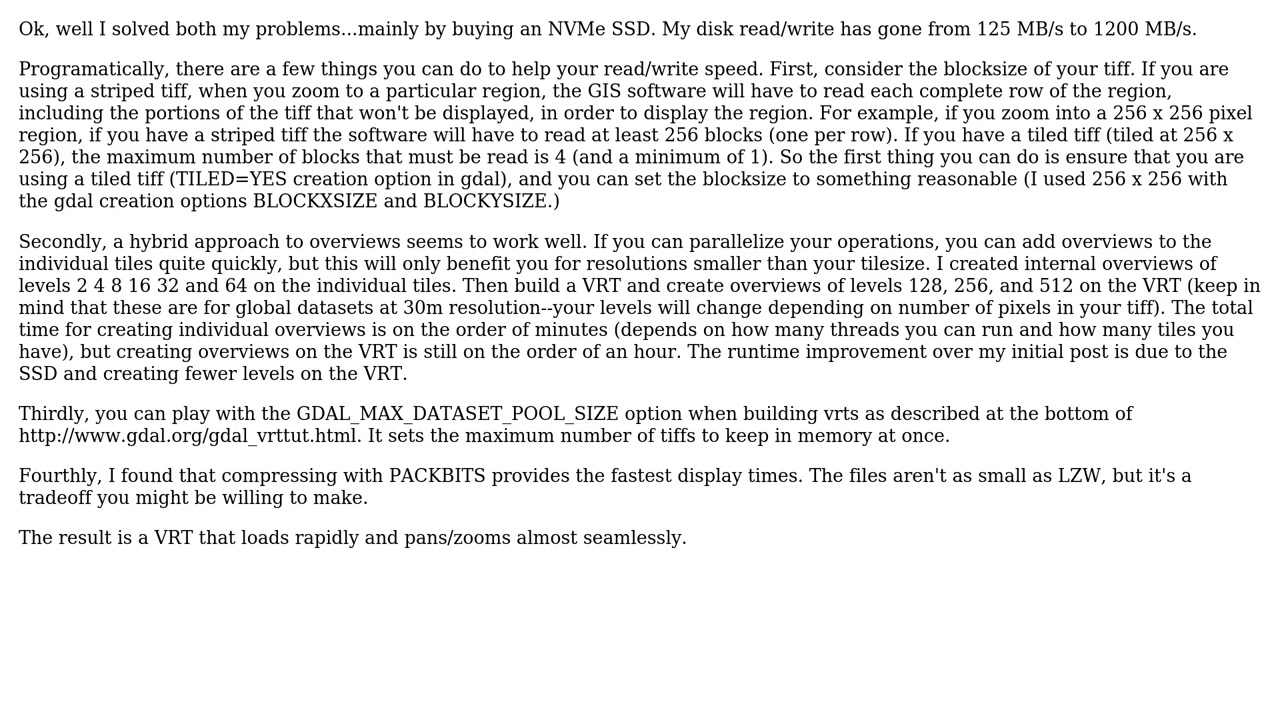 Ok, well I solved both my problems...mainly by buying an NVMe SSD. My disk read/write has gone from 125 MB/s to 1200 MB/s.
Programatically, there are a few things you can do to help your read/write speed. First, consider the blocksize of your tiff. If you are
using a striped tiff, when you zoom to a particular region, the GIS software will have to read each complete row of the region,
including the portions of the tiff that won't be displayed, in order to display the region. For example, if you zoom into a 256 x 256 pixel
region, if you have a striped tiff the software will have to read at least 256 blocks (one per row). If you have a tiled tiff (tiled at 256 x
256), the maximum number of blocks that must be read is 4 (and a minimum of 1). So the first thing you can do is ensure that you are
using a tiled tiff (TILED=YES creation option in gdal), and you can set the blocksize to something reasonable (I used 256 x 256 with
the gdal creation options BLOCKXSIZE and BLOCKYSIZE.)
Secondly, a hybrid approach to overviews seems to work well. If you can parallelize your operations, you can add overviews to the
individual tiles quite quickly, but this will only benefit you for resolutions smaller than your tilesize. I created internal overviews of
levels 2 4 8 16 32 and 64 on the individual tiles. Then build a VRT and create overviews of levels 128, 256, and 512 on the VRT (keep in
mind that these are for global datasets at 30m resolution--your levels will change depending on number of pixels in your tiff). The total
time for creating individual overviews is on the order of minutes (depends on how many threads you can run and how many tiles you
have), but creating overviews on the VRT is still on the order of an hour. The runtime improvement over my initial post is due to the
SSD and creating fewer levels on the VRT.
Thirdly, you can play with the GDAL_MAX_DATASET_POOL_SIZE option when building vrts as described at the bottom of
http://www.gdal.org/gdal_vrttut.html. It sets the maximum number of tiffs to keep in memory at once.
Fourthly, I found that compressing with PACKBITS provides the fastest display times. The files aren't as small as LZW, but it's a
tradeoff you might be willing to make.
The result is a VRT that loads rapidly and pans/zooms almost seamlessly.